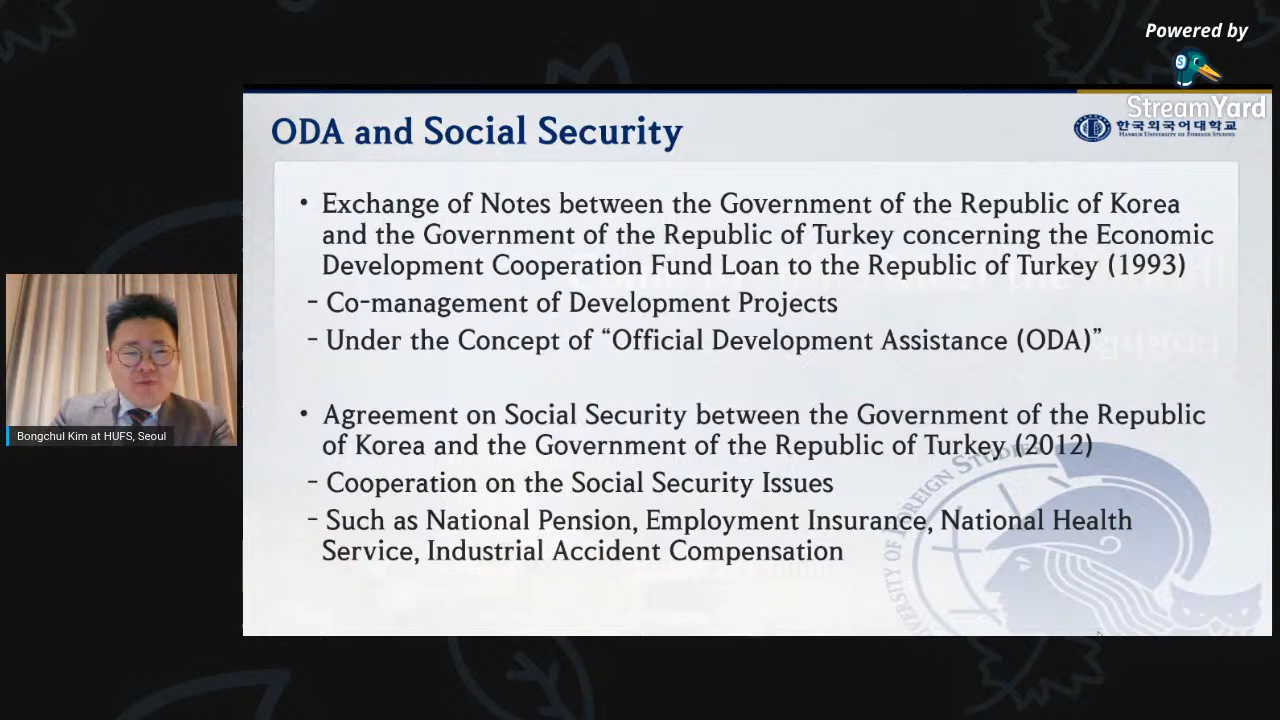 Powered by
StreamYard
ODA and Social Security
한국외국어대학교
HANKUK UNIVERSITY OF FOREIGN STUDIES
• Exchange of Notes between the Government of the Republic of Korea
and the Government of the Republic of Turkey concerning the Economic
Development Cooperation Fund Loan to the Republic of Turkey (1993)
- Co-management of Development Projects
- Under the Concept of “Official Development Assistance (ODA)”
• Agreement on Social Security between the Government of the Republic
of Korea and the Government of the Republic of Turkey (2012)
- Cooperation on the Social Security Issues
- Such as National Pension, Employment Insurance, National Health
Service, Industrial Accident Compensation
OF FOREIGN STUDIES
Bongchul Kim at HUFS, Seoul